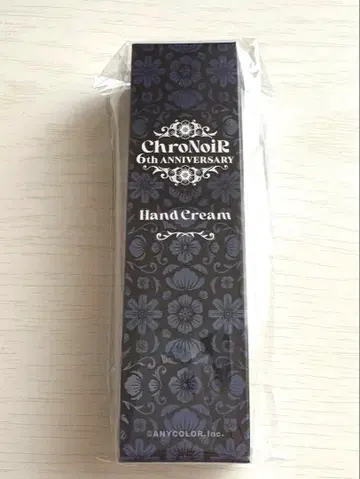 ChroNoiR
6th ANNIVERSARY
Hand Cream
©ANYCOLOR, Inc.